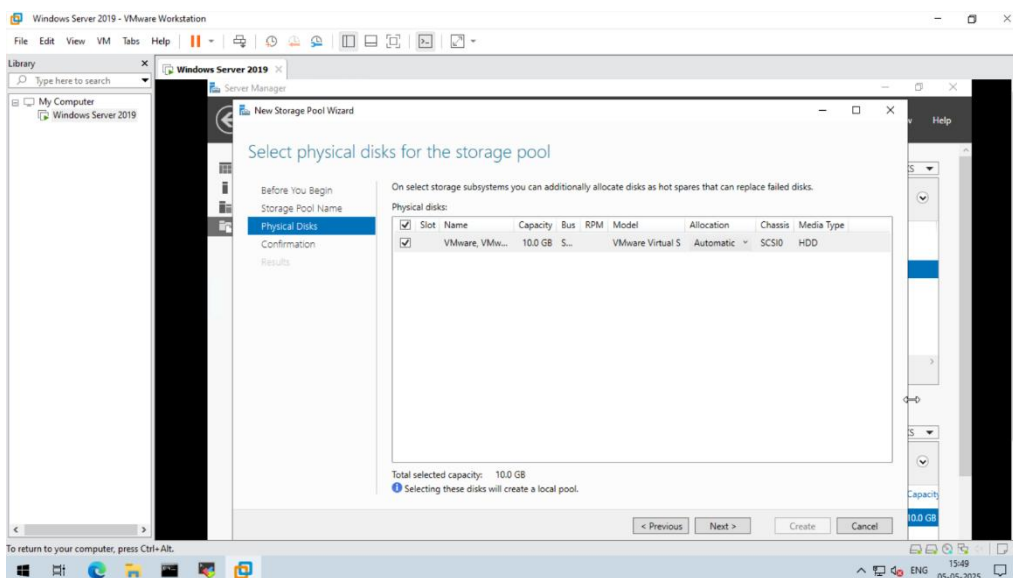 Windows Server 2019 - VMware Workstation
File Edit View VM Tabs Help
Library
Type here to search
My Computer
Windows Server 2019
Windows Server 2019
Server Manager
New Storage Pool Wizard
Help
Select physical disks for the storage pool
Before You Begin
Storage Pool Name
Physical Disks
Confirmation
Results
On select storage subsystems you can additionally allocate disks as hot spares that can replace failed disks.
Physical disks:
Slot Name Capacity Bus RPM Model Allocation Chassis Media Type
VMware, VMw... 10.0 GB S... VMware Virtual S Automatic SCSI0 HDD
Total selected capacity: 10.0 GB
Selecting these disks will create a local pool.
< Previous Next > Create Cancel
Capacity
10.0 GB
To return to your computer, press Ctrl+Alt.
ENG
15:49
05-05-2025